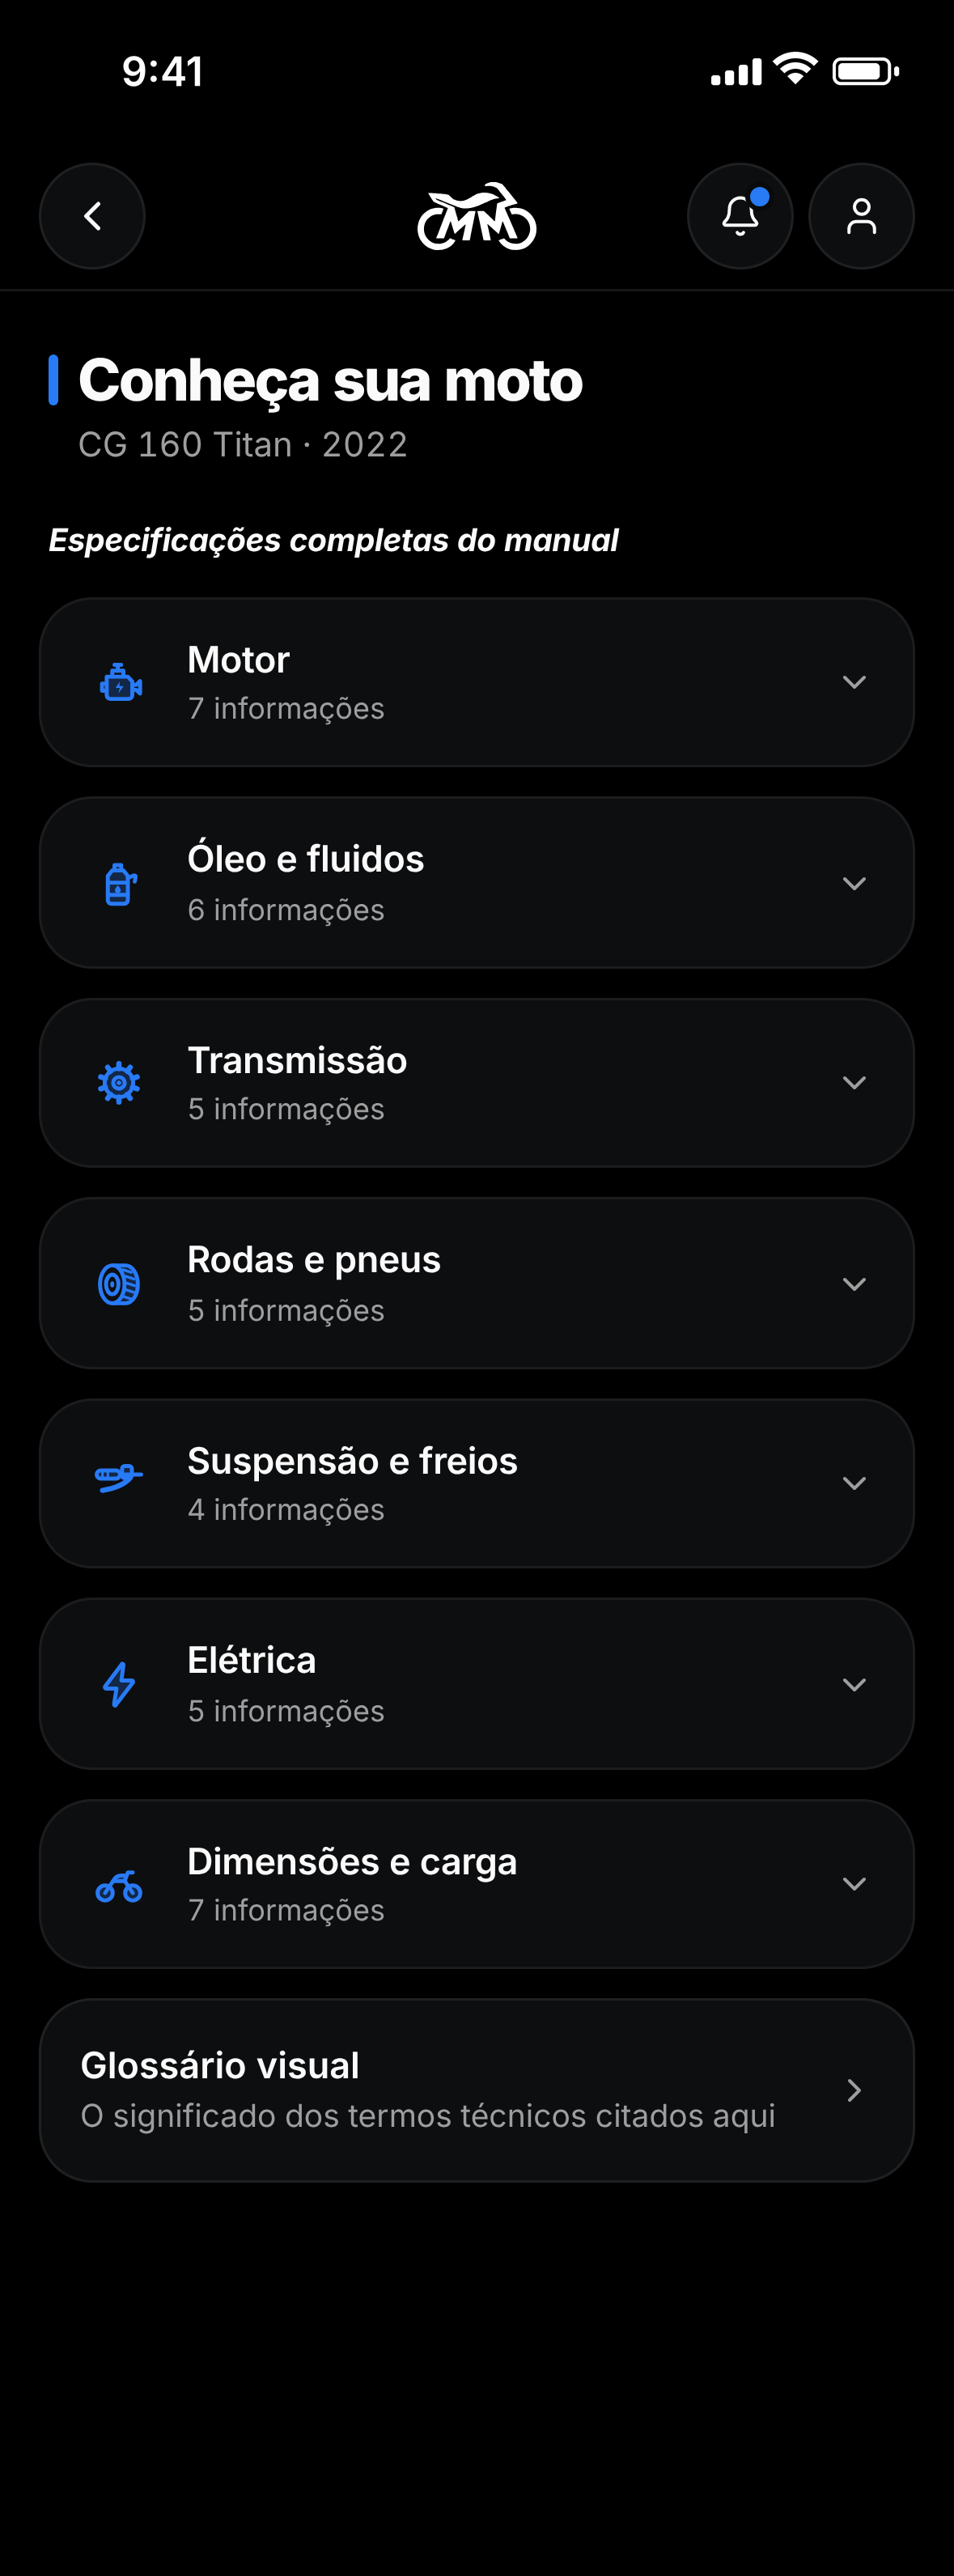 9:41
MM
Conheça sua moto
CG 160 Titan · 2022
Especificações completas do manual
Motor
7 informações
Óleo e fluidos
6 informações
Transmissão
5 informações
Rodas e pneus
5 informações
Suspensão e freios
4 informações
Elétrica
5 informações
Dimensões e carga
7 informações
Glossário visual
O significado dos termos técnicos citados aqui